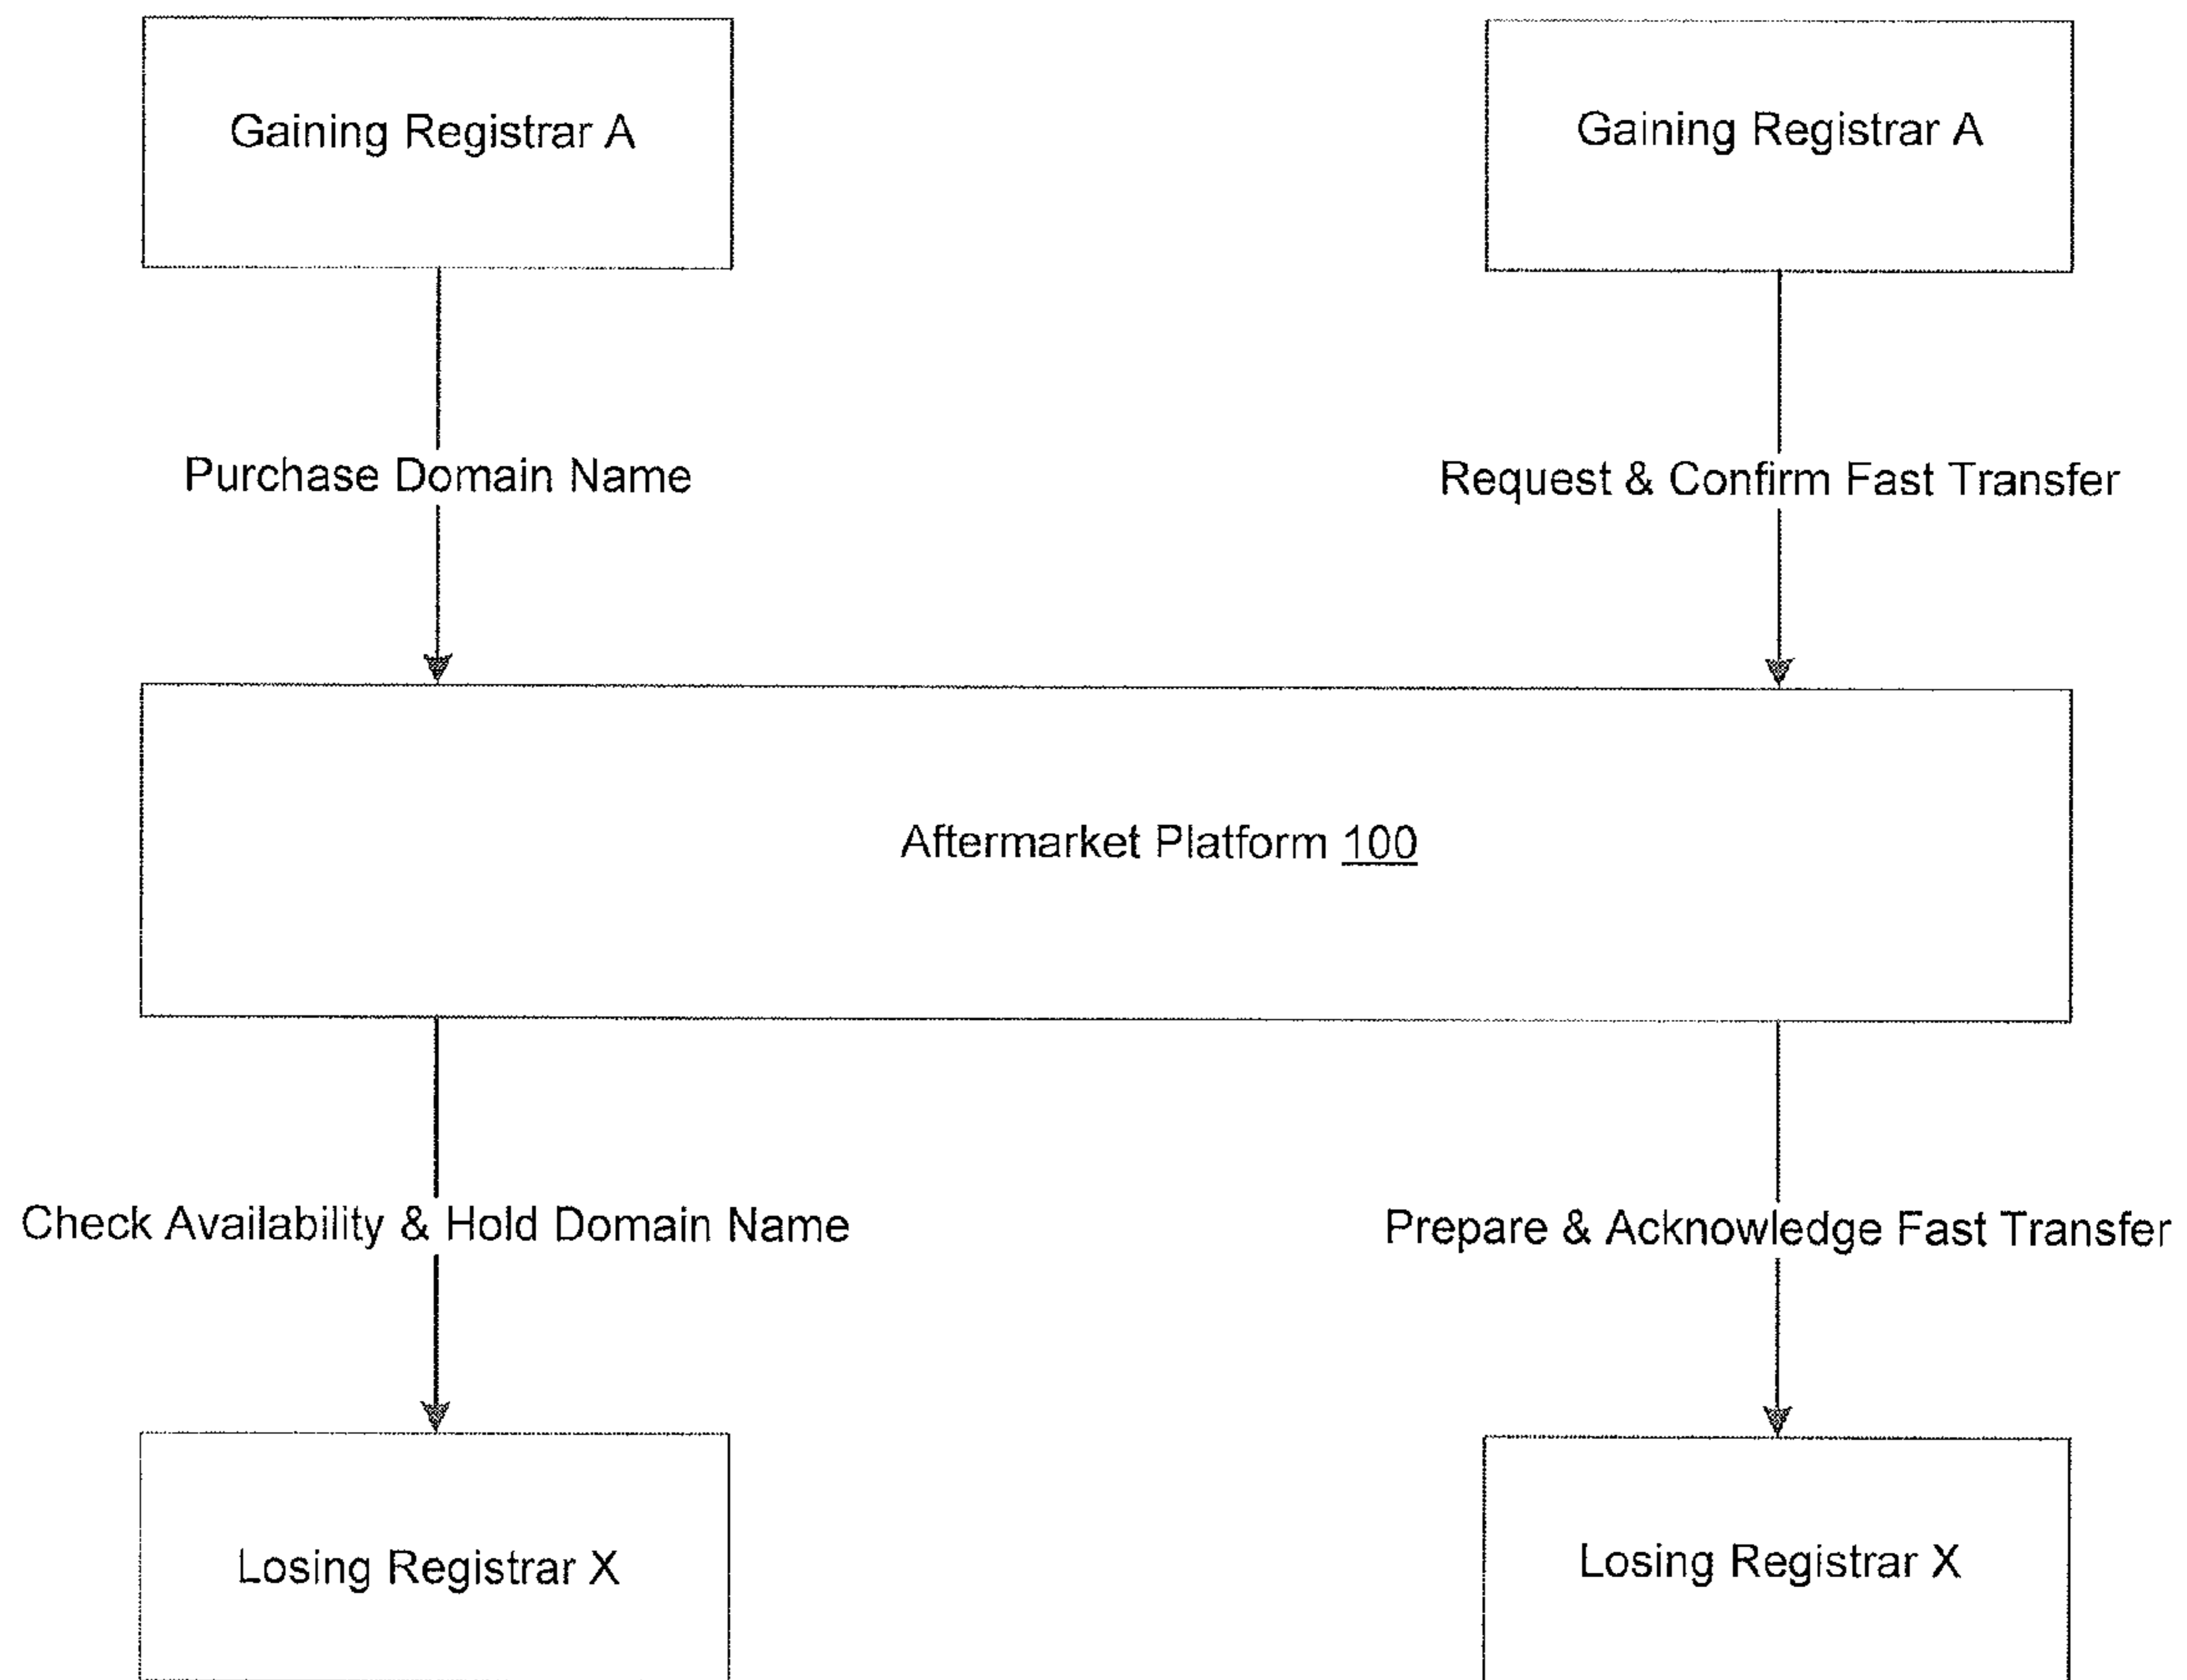 Gaining Registrar A
Gaining Registrar A
Purchase Domain Name
Request & Confirm Fast Transfer
Aftermarket Platform 100
Check Availability & Hold Domain Name
Prepare & Acknowledge Fast Transfer
Losing Registrar X
Losing Registrar X